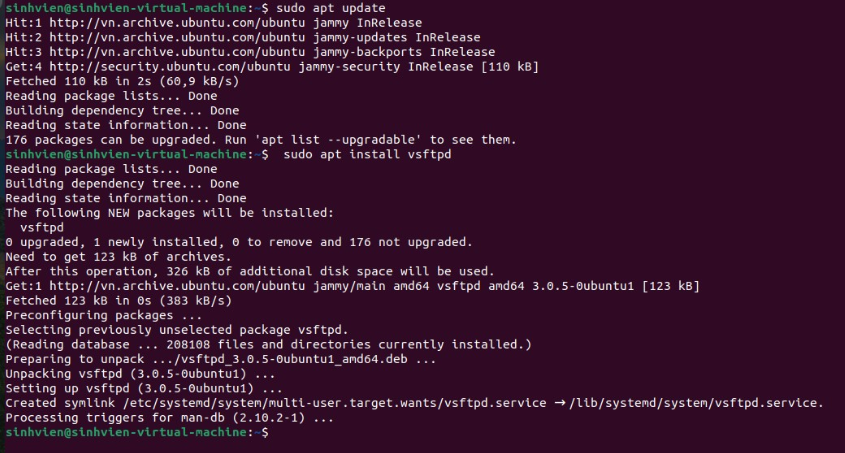 sinhvien@sinhvien-virtual-machine:~$ sudo apt update
Hit:1 http://vn.archive.ubuntu.com/ubuntu jammy InRelease
Hit:2 http://vn.archive.ubuntu.com/ubuntu jammy-updates InRelease
Hit:3 http://vn.archive.ubuntu.com/ubuntu jammy-backports InRelease
Get:4 http://security.ubuntu.com/ubuntu jammy-security InRelease [110 kB]
Fetched 110 kB in 2s (60,9 kB/s)
Reading package lists... Done
Building dependency tree... Done
Reading state information... Done
176 packages can be upgraded. Run 'apt list --upgradable' to see them.
sinhvien@sinhvien-virtual-machine:~$  sudo apt install vsftpd
Reading package lists... Done
Building dependency tree... Done
Reading state information... Done
The following NEW packages will be installed:
  vsftpd
0 upgraded, 1 newly installed, 0 to remove and 176 not upgraded.
Need to get 123 kB of archives.
After this operation, 326 kB of additional disk space will be used.
Get:1 http://vn.archive.ubuntu.com/ubuntu jammy/main amd64 vsftpd amd64 3.0.5-0ubuntu1 [123 kB]
Fetched 123 kB in 0s (383 kB/s)
Preconfiguring packages ...
Selecting previously unselected package vsftpd.
(Reading database ... 208108 files and directories currently installed.)
Preparing to unpack .../vsftpd_3.0.5-0ubuntu1_amd64.deb ...
Unpacking vsftpd (3.0.5-0ubuntu1) ...
Setting up vsftpd (3.0.5-0ubuntu1) ...
Created symlink /etc/systemd/system/multi-user.target.wants/vsftpd.service → /lib/systemd/system/vsftpd.service.
Processing triggers for man-db (2.10.2-1) ...
sinhvien@sinhvien-virtual-machine:~$